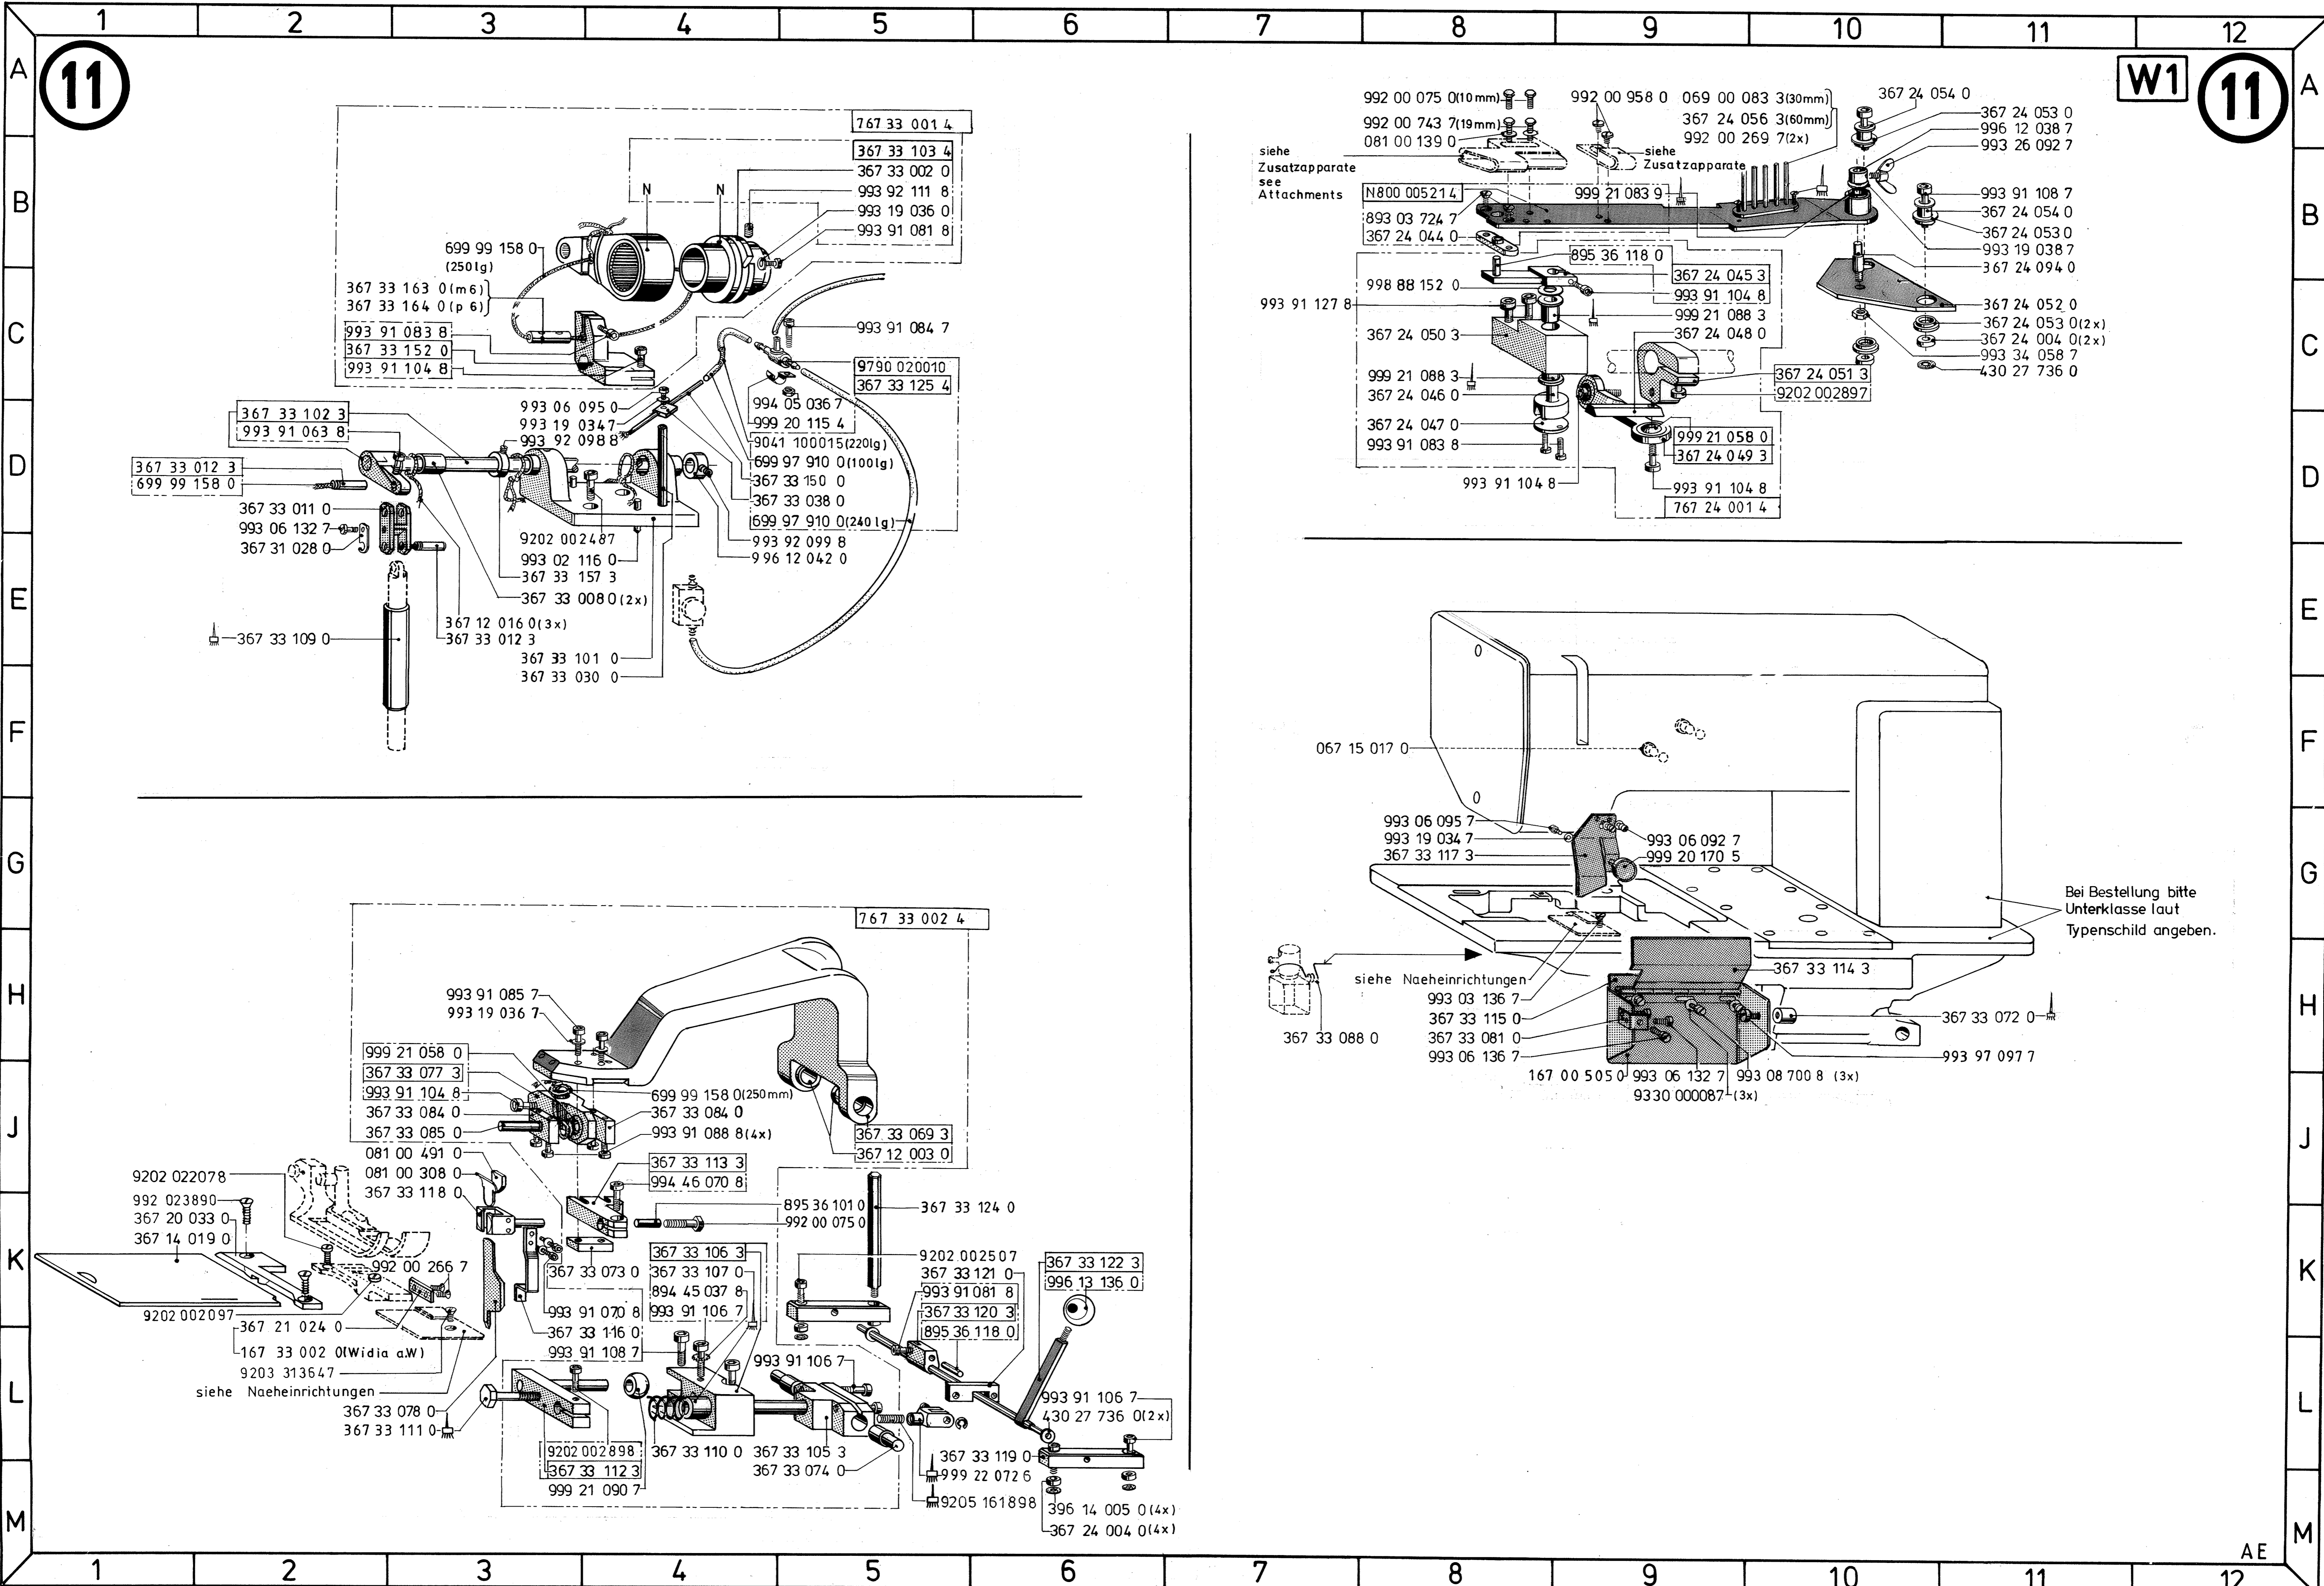 1 2 3 4 5 6 7 8 9 10 11 12
A
B
C
D
E
F
G
H
J
K
L
M
11
W1
11
767 33 001 4
367 33 103 4
367 33 002 0
993 92 111 8
993 19 036 0
993 91 081 8
N
N
699 99 158 0
(250 lg)
367 33 163 0 (m 6)
367 33 164 0 (p 6)
993 91 083 8
367 33 152 0
993 91 104 8
993 91 084 7
9790 020010
367 33 125 4
994 05 036 7
999 20 115 4
9041 100015 (220 lg)
699 97 910 0 (100 lg)
367 33 150 0
367 33 038 0
699 97 910 0 (240 lg)
993 92 099 8
996 12 042 0
993 06 095 0
993 19 034 7
993 92 098 8
367 33 102 3
993 91 063 8
367 33 012 3
699 99 158 0
367 33 011 0
993 06 132 7
367 31 028 0
9202 002487
993 02 116 0
367 33 157 3
367 33 008 0 (2x)
367 12 016 0 (3x)
367 33 012 3
367 33 109 0
367 33 101 0
367 33 030 0
992 00 075 0 (10 mm)
992 00 743 7 (19 mm)
081 00 139 0
siehe
Zusatzapparate
see
Attachments
992 00 958 0
siehe
Zusatzapparate
069 00 083 3 (30mm)
367 24 056 3 (60mm)
992 00 269 7 (2x)
367 24 054 0
367 24 053 0
996 12 038 7
993 26 092 7
N800 005214
999 21 083 9
893 03 724 7
367 24 044 0
993 91 108 7
367 24 054 0
367 24 053 0
993 19 038 7
367 24 094 0
895 36 118 0
367 24 045 3
993 91 104 8
998 88 152 0
993 91 127 8
999 21 088 3
367 24 050 3
367 24 048 0
367 24 052 0
367 24 053 0 (2x)
367 24 004 0 (2x)
993 34 058 7
430 27 736 0
999 21 088 3
367 24 046 0
367 24 051 3
9202 002897
367 24 047 0
993 91 083 8
999 21 058 0
367 24 049 3
993 91 104 8
993 91 104 8
767 24 001 4
067 15 017 0
993 06 095 7
993 19 034 7
367 33 117 3
993 06 092 7
999 20 170 5
Bei Bestellung bitte
Unterklasse laut
Typenschild angeben.
siehe Naeheinrichtungen
367 33 114 3
993 03 136 7
367 33 115 0
367 33 081 0
993 06 136 7
367 33 088 0
367 33 072 0
993 97 097 7
167 00 505 0
993 06 132 7
993 08 700 8 (3x)
9330 000087 (3x)
767 33 002 4
993 91 085 7
993 19 036 7
999 21 058 0
367 33 077 3
993 91 104 8
367 33 084 0
367 33 085 0
699 99 158 0 (250 mm)
367 33 084 0
993 91 088 8 (4x)
367 33 069 3
367 12 003 0
081 00 491 0
081 00 308 0
367 33 118 0
367 33 113 3
994 46 070 8
895 36 101 0
992 00 075 0
367 33 124 0
9202 022078
992 023890
367 20 033 0
367 14 019 0
992 00 266 7
367 33 073 0
367 33 106 3
367 33 107 0
894 45 037 8
993 91 106 7
9202 002507
367 33 121 0
993 91 081 8
367 33 120 3
895 36 118 0
367 33 122 3
996 13 136 0
9202 002097
367 21 024 0
167 33 002 0 (Widia a.W)
9203 313647
siehe Naeheinrichtungen
993 91 070 8
367 33 116 0
993 91 108 7
993 91 106 7
993 91 106 7
430 27 736 0 (2x)
367 33 078 0
367 33 111 0
9202 002898
367 33 112 3
999 21 090 7
367 33 110 0
367 33 105 3
367 33 074 0
367 33 119 0
999 22 072 6
9205 161898
396 14 005 0 (4x)
367 24 004 0 (4x)
AE
A
B
C
D
E
F
G
H
J
K
L
M
1 2 3 4 5 6 7 8 9 10 11 12